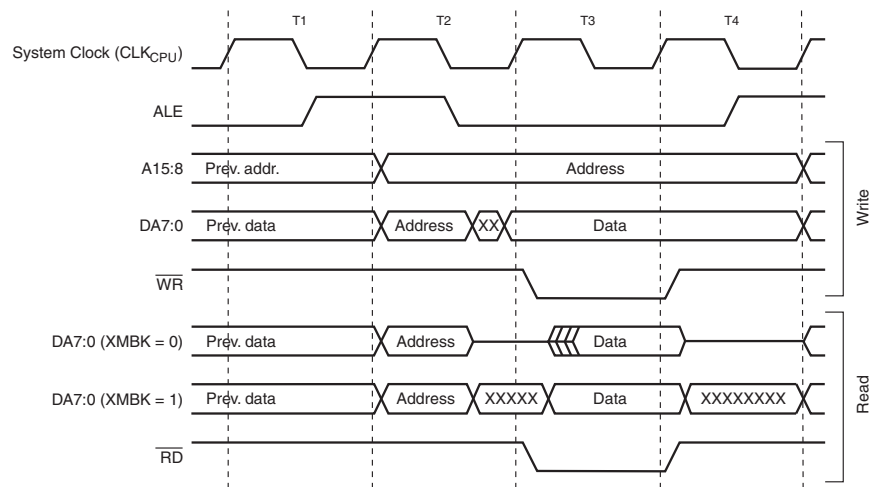 T1 T2 T3 T4
System Clock (CLKCPU)
ALE
A15:8 Prev. addr. Address
DA7:0 Prev. data Address XX Data
WR
DA7:0 (XMBK = 0) Prev. data Address Data
DA7:0 (XMBK = 1) Prev. data Address XXXXX Data XXXXXXXX
RD
Write
Read